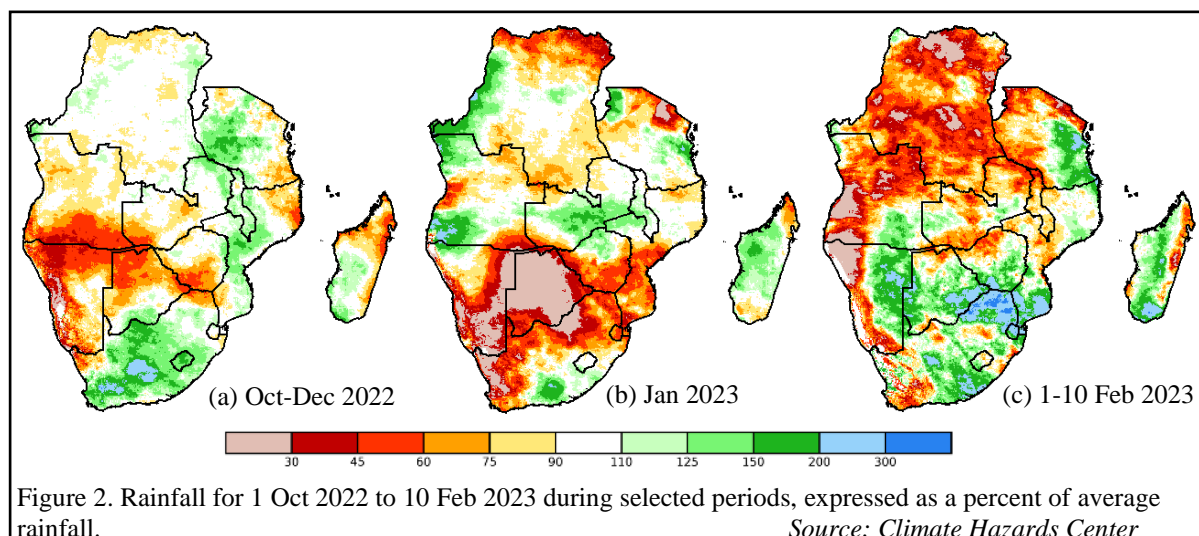 (a) Oct-Dec 2022
(b) Jan 2023
(c) 1-10 Feb 2023
30 45 60 75 90 110 125 150 200 300
Figure 2. Rainfall for 1 Oct 2022 to 10 Feb 2023 during selected periods, expressed as a percent of average
rainfall. Source: Climate Hazards Center